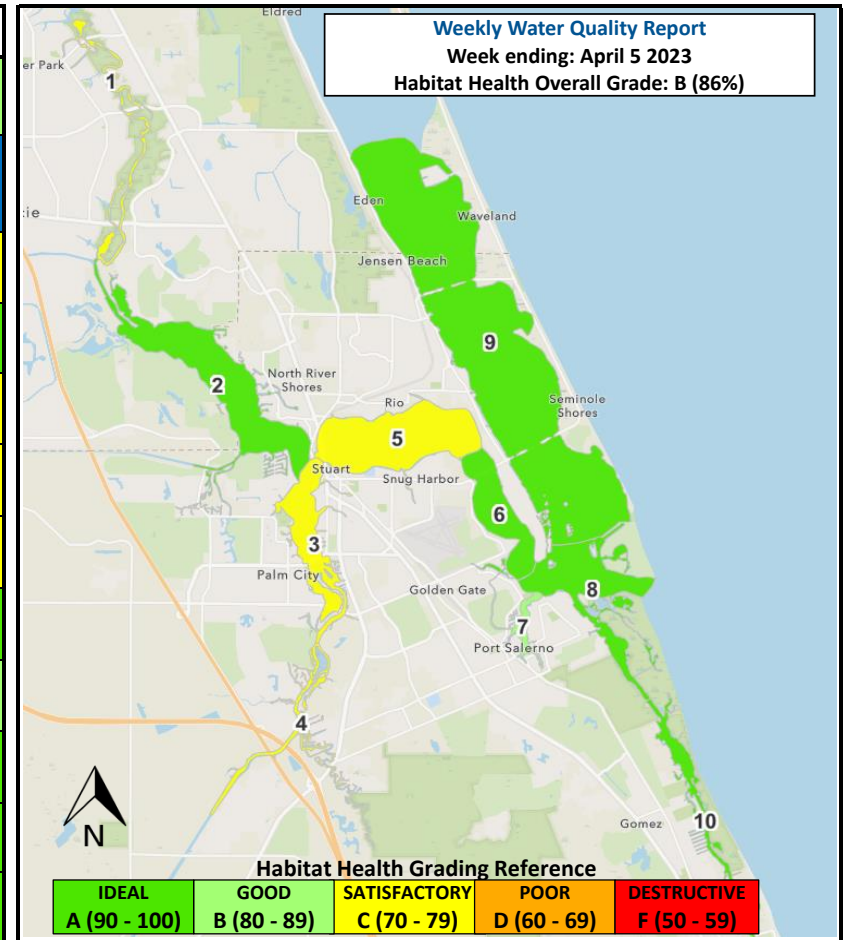 Eldred
Weekly Water Quality Report
Week ending: April 5 2023
Habitat Health Overall Grade: B (86%)
er Park
1
Eden
Waveland
cie
Jensen Beach
9
2
North River
Shores
Rio
Seminole
Shores
5
Stuart
Snug Harbor
6
3
Palm City
Golden Gate
8
7
Port Salerno
4
10
Gomez
N
Habitat Health Grading Reference
IDEAL GOOD SATISFACTORY POOR DESTRUCTIVE
A (90 - 100) B (80 - 89) C (70 - 79) D (60 - 69) F (50 - 59)